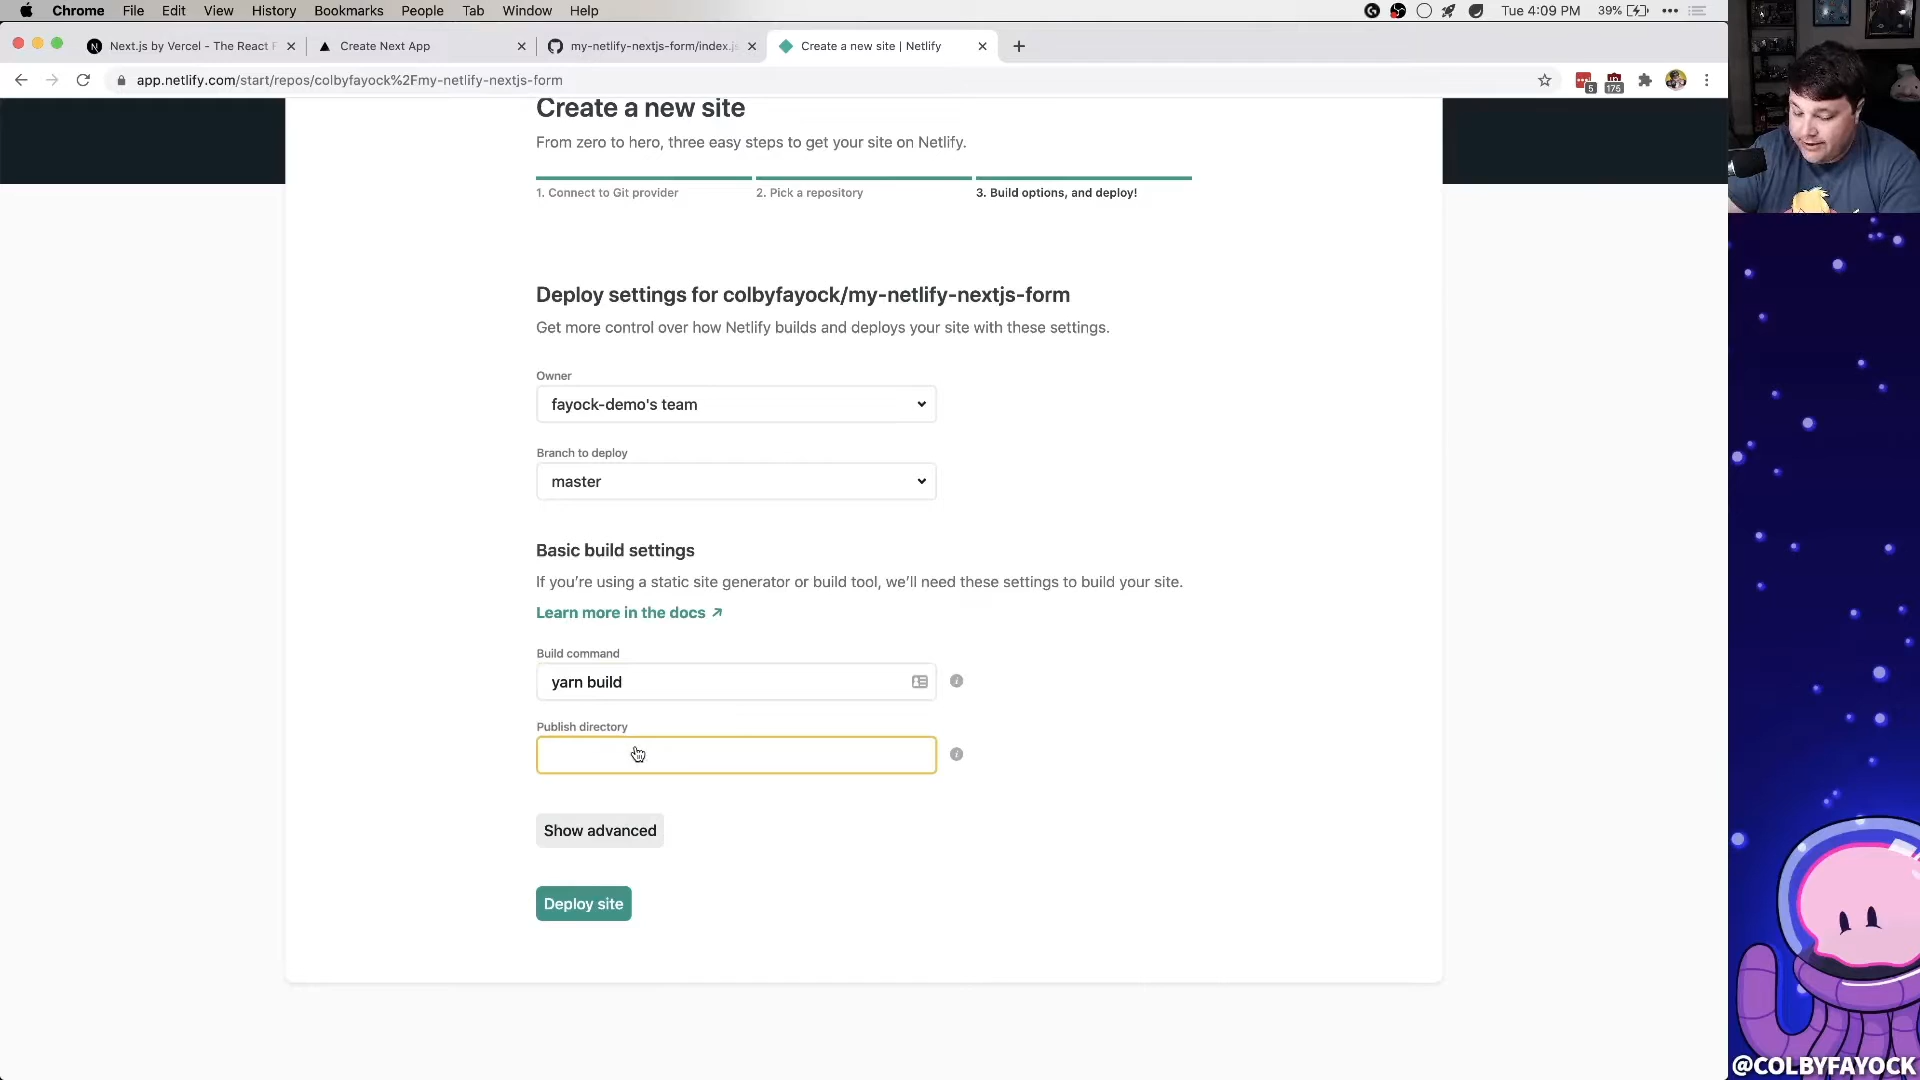 Chrome File Edit View History Bookmarks People Tab Window Help
Tue 4:09 PM 39%
Next.js by Vercel - The React F
Create Next App
my-netlify-nextjs-form/index.js
Create a new site | Netlify
app.netlify.com/start/repos/colbyfayock%2Fmy-netlify-nextjs-form
5
175
Create a new site
From zero to hero, three easy steps to get your site on Netlify.
1. Connect to Git provider
2. Pick a repository
3. Build options, and deploy!
Deploy settings for colbyfayock/my-netlify-nextjs-form
Get more control over how Netlify builds and deploys your site with these settings.
Owner
fayock-demo's team
Branch to deploy
master
Basic build settings
If you’re using a static site generator or build tool, we’ll need these settings to build your site.
Learn more in the docs ↗
Build command
yarn build
Publish directory
Show advanced
Deploy site
@COLBYFAYOCK